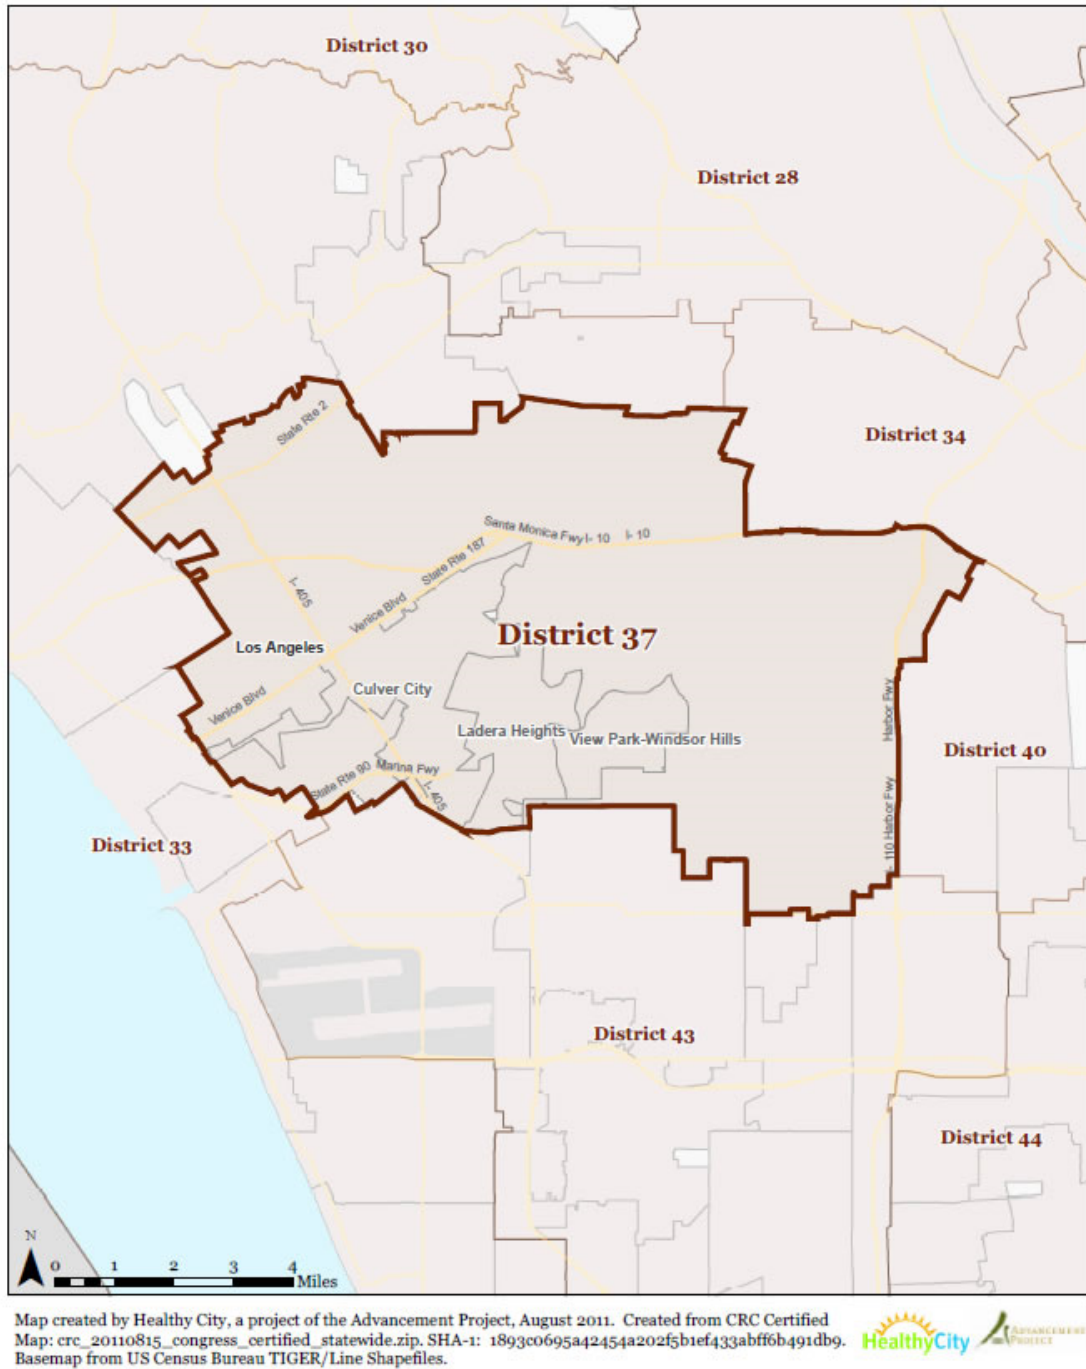 District 30
District 28
District 34
State Rte 2
Santa Monica Fwy I- 10 I- 10
State Rte 187
I- 405
Venice Blvd
District 37
Los Angeles
Culver City
Venice Blvd
Ladera Heights
View Park-Windsor Hills
Harbor Fwy
District 40
Marina Fwy
State Rte 90
I- 405
I- 110 Harbor Fwy
District 33
District 43
District 44
N
0 1 2 3 4
Miles
Map created by Healthy City, a project of the Advancement Project, August 2011. Created from CRC Certified
Map: crc_20110815_congress_certified_statewide.zip. SHA-1: 1893c0695a42454a202f5b1ef433abff6b491db9.
Basemap from US Census Bureau TIGER/Line Shapefiles.
HealthyCity
ADVANCEMENT
PROJECT